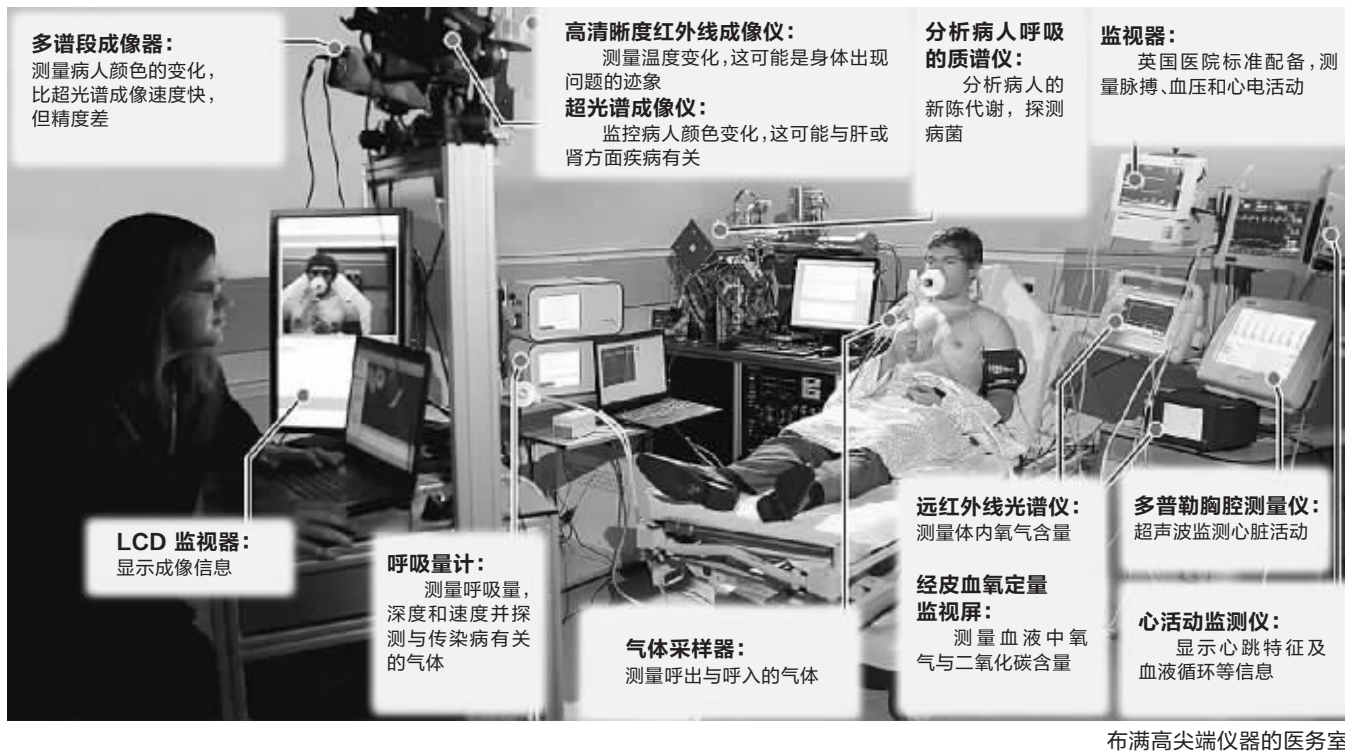 多谱段成像器：
测量病人颜色的变化，
比超光谱成像速度快，
但精度差
高清晰度红外线成像仪：
测量温度变化，这可能是身体出现
问题的迹象
超光谱成像仪：
监控病人颜色变化，这可能与肝或
肾方面疾病有关
分析病人呼吸
的质谱仪：
分析病人的
新陈代谢，探测
病菌
监视器：
英国医院标准配备，测
量脉搏、血压和心电活动
LCD 监视器：
显示成像信息
呼吸量计：
测量呼吸量，
深度和速度并探
测与传染病有关
的气体
气体采样器：
测量呼出与呼入的气体
远红外线光谱仪：
测量体内氧气含量
经皮血氧定量
监视屏：
测量血液中氧
气与二氧化碳含量
多普勒胸腔测量仪：
超声波监测心脏活动
心活动监测仪：
显示心跳特征及
血液循环等信息
布满高尖端仪器的医务室